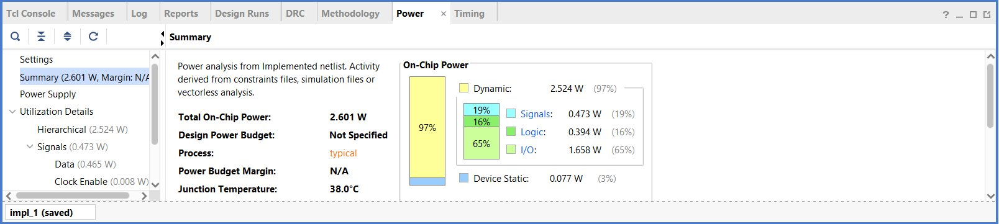 Tcl Console Messages Log Reports Design Runs DRC Methodology Power × Timing ?
Summary
Settings
Summary (2.601 W, Margin: N/A
Power Supply
Utilization Details
Hierarchical (2.524 W)
Signals (0.473 W)
Data (0.465 W)
Clock Enable (0.008 W)
Power analysis from Implemented netlist. Activity
derived from constraints files, simulation files or
vectorless analysis.
Total On-Chip Power: 2.601 W
Design Power Budget: Not Specified
Process: typical
Power Budget Margin: N/A
Junction Temperature: 38.0°C
On-Chip Power
97%
Dynamic: 2.524 W (97%)
19%
16%
65%
Signals: 0.473 W (19%)
Logic: 0.394 W (16%)
I/O: 1.658 W (65%)
Device Static: 0.077 W (3%)
impl_1 (saved)